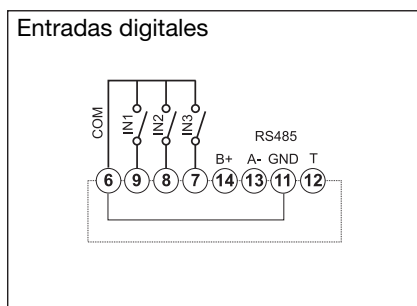 Entradas digitales
COM
IN1
IN2
IN3
RS485
B+ A- GND T
6 9 8 7 14 13 11 12